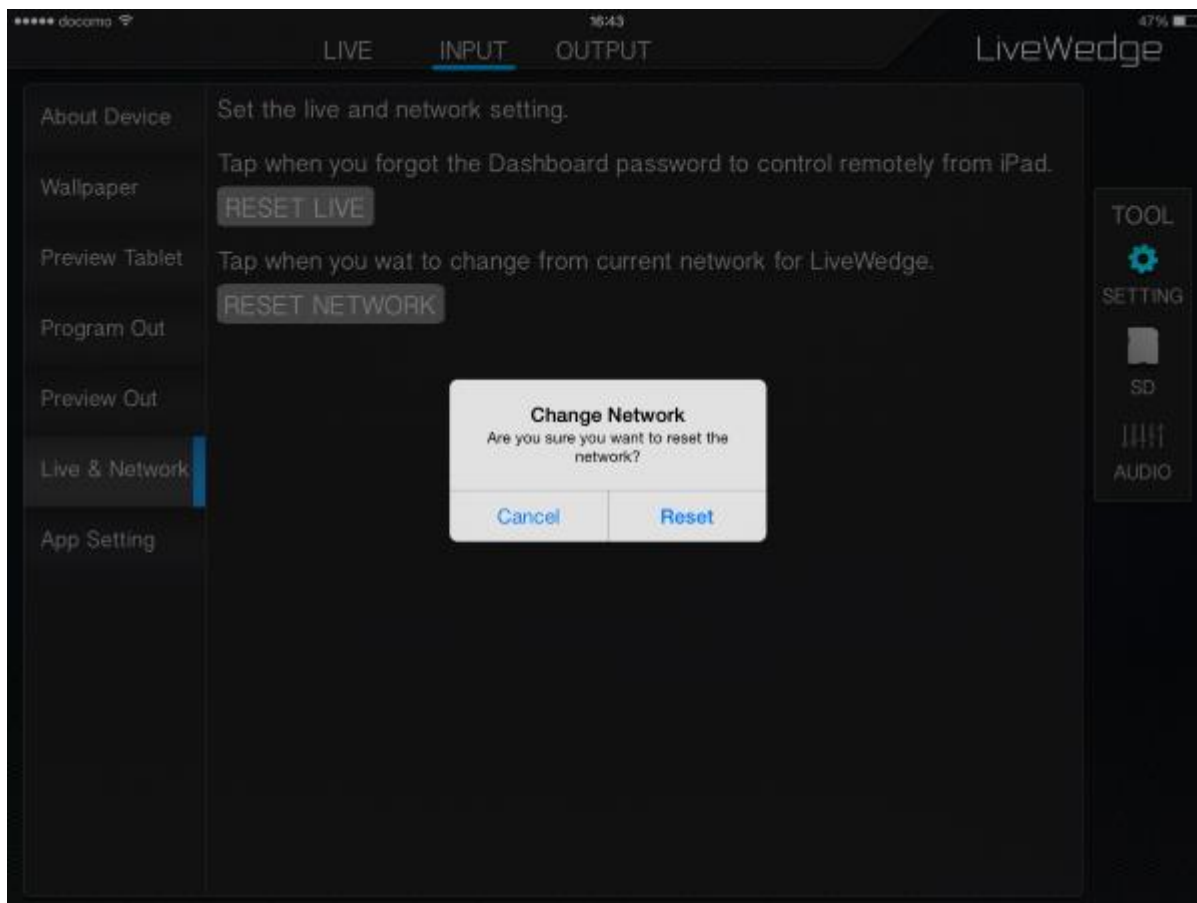 docomo 16:43 47%
LIVE INPUT OUTPUT LiveWedge
About Device
Wallpaper
Preview Tablet
Program Out
Preview Out
Live & Network
App Setting
Set the live and network setting.
Tap when you forgot the Dashboard password to control remotely from iPad.
RESET LIVE
Tap when you wat to change from current network for LiveWedge.
RESET NETWORK
Change Network
Are you sure you want to reset the
network?
Cancel Reset
TOOL
SETTING
SD
AUDIO